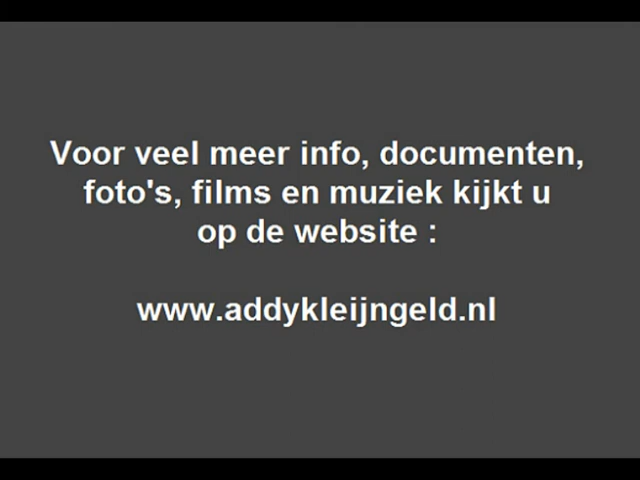 Voor veel meer info, documenten,
foto's, films en muziek kijkt u
op de website :
www.addykleijngeld.nl